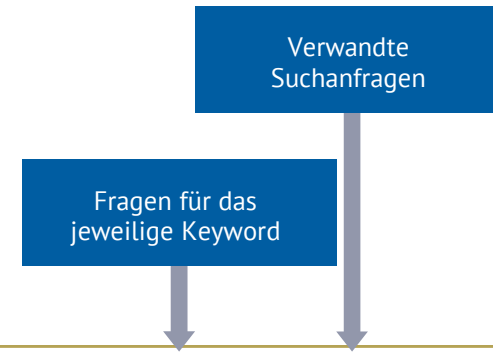 Verwandte
Suchanfragen
Fragen für das
jeweilige Keyword